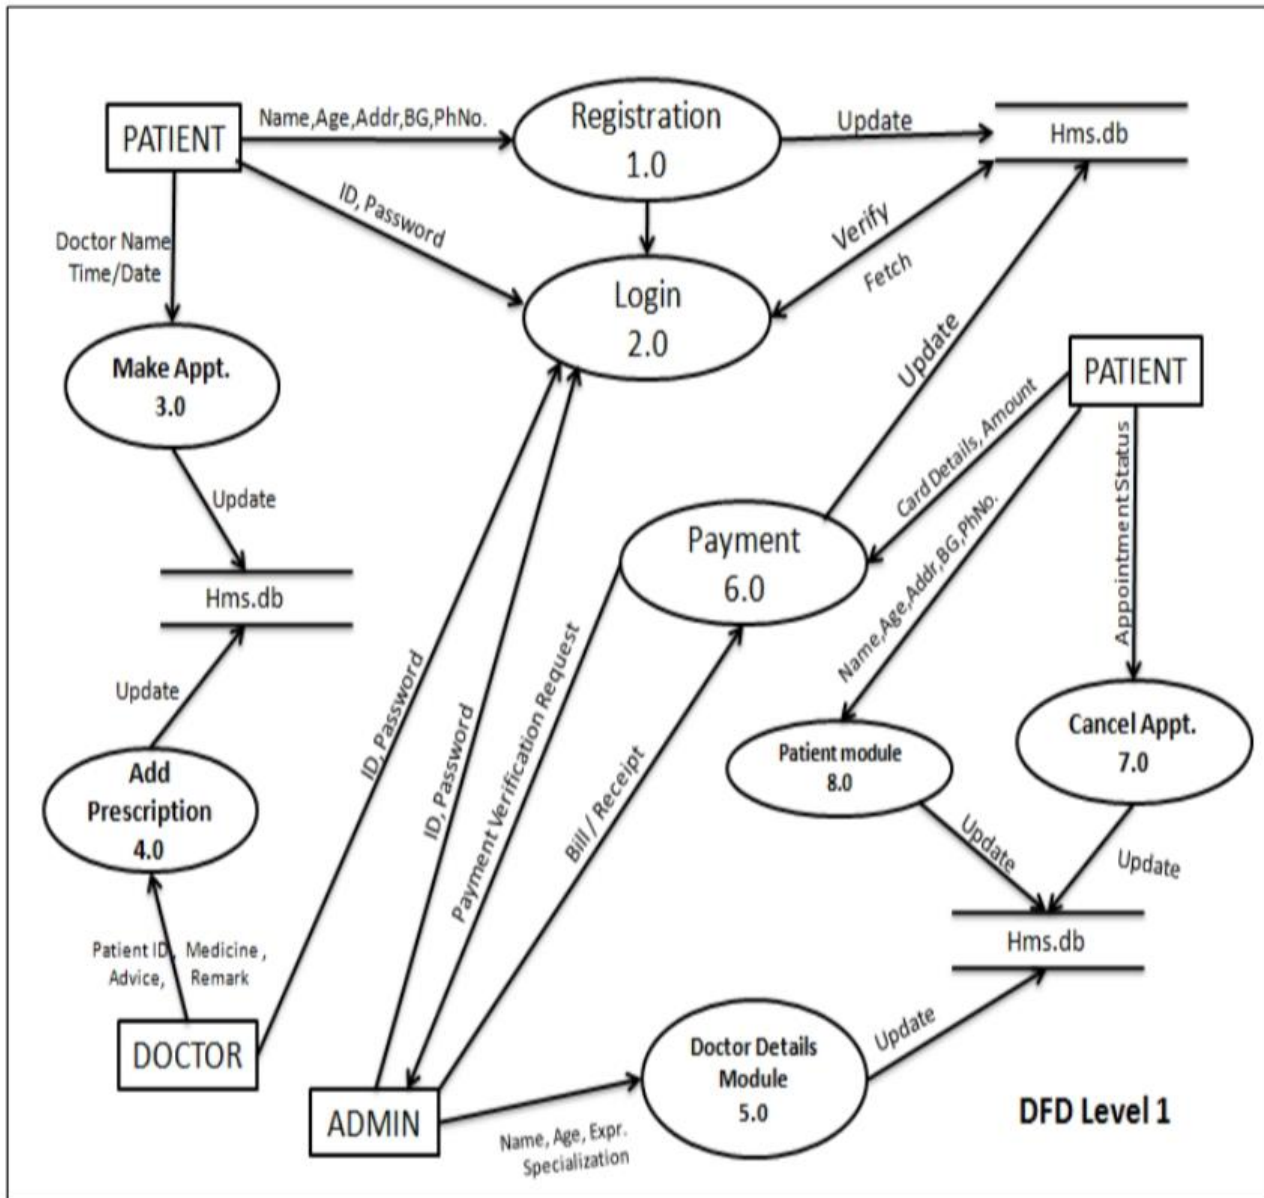 PATIENT
Name,Age,Addr,BG,PhNo.
Registration
1.0
Update
Hms.db
ID, Password
Verify
Fetch
Doctor Name
Time/Date
Login
2.0
Make Appt.
3.0
Update
PATIENT
Card Details, Amount
Name,Age,Addr,BG,PhNo.
AppointmentStatus
Update
Hms.db
Payment
6.0
Update
ID, Password
ID, Password
Payment Verification Request
Bill / Receipt
Patient module
8.0
Cancel Appt.
7.0
Add
Prescription
4.0
Update
Update
Patient ID, Medicine ,
Advice, Remark
Hms.db
DOCTOR
ADMIN
Name, Age, Expr.
Specialization
Doctor Details
Module
5.0
Update
DFD Level 1